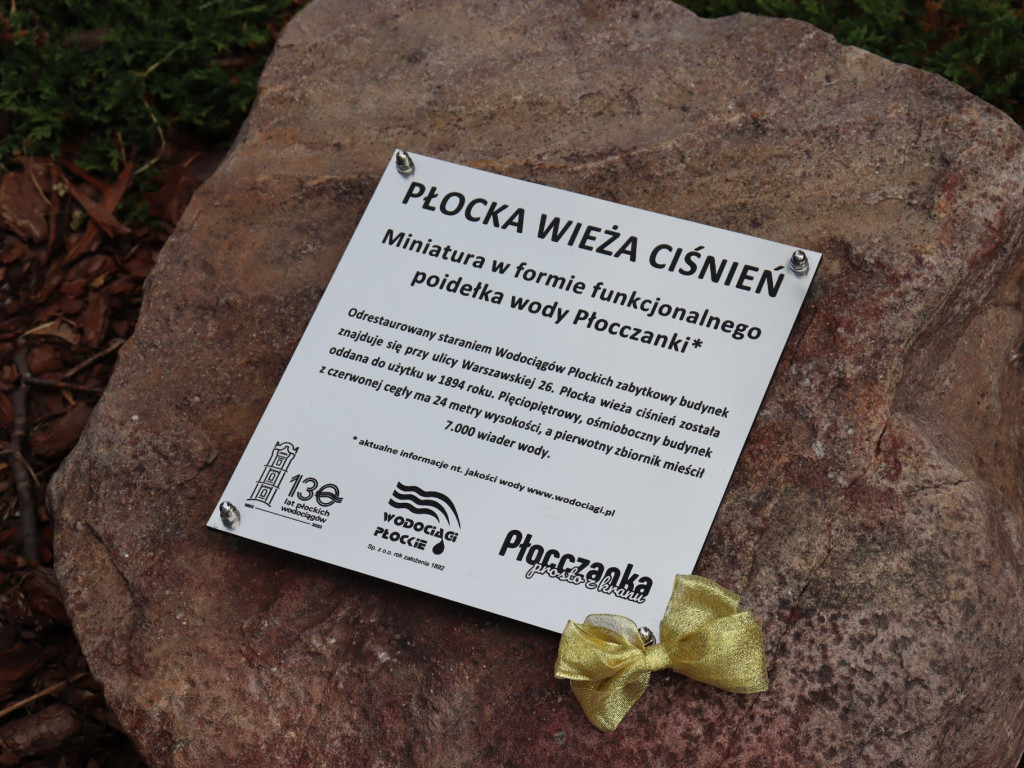 PŁOCKA WIEŻA CIŚNIEŃ
Miniatura w formie funkcjonalnego
poidełka wody Płocczanki*
Odrestaurowany staraniem Wodociągów Płockich zabytkowy budynek
znajduje się przy ulicy Warszawskiej 26. Płocka wieża ciśnień została
oddana do użytku w 1894 roku. Pięciopiętrowy, ośmioboczny budynek
z czerwonej cegły ma 24 metry wysokości, a pierwotny zbiornik mieścił
7.000 wiader wody.
* aktualne informacje nt. jakości wody www.wodociagi.pl
130
lat płockich
wodociągów
1892 2022
WODOCIĄGI
PŁOCKIE
Sp. z o.o. rok założenia 1892
Płocczanka
prosto z kranu